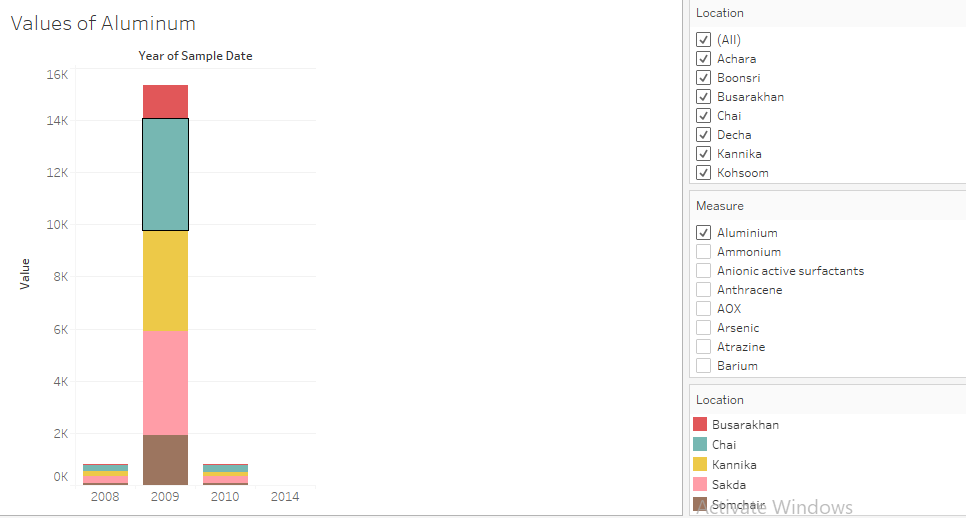 Values of Aluminum
Year of Sample Date
Value
16K
14K
12K
10K
8K
6K
4K
2K
0K
2008
2009
2010
2014
Location
(All)
Achara
Boonsri
Busarakhan
Chai
Decha
Kannika
Kohsoom
Measure
Aluminium
Ammonium
Anionic active surfactants
Anthracene
AOX
Arsenic
Atrazine
Barium
Location
Busarakhan
Chai
Kannika
Sakda
Somchair
Activate Windows